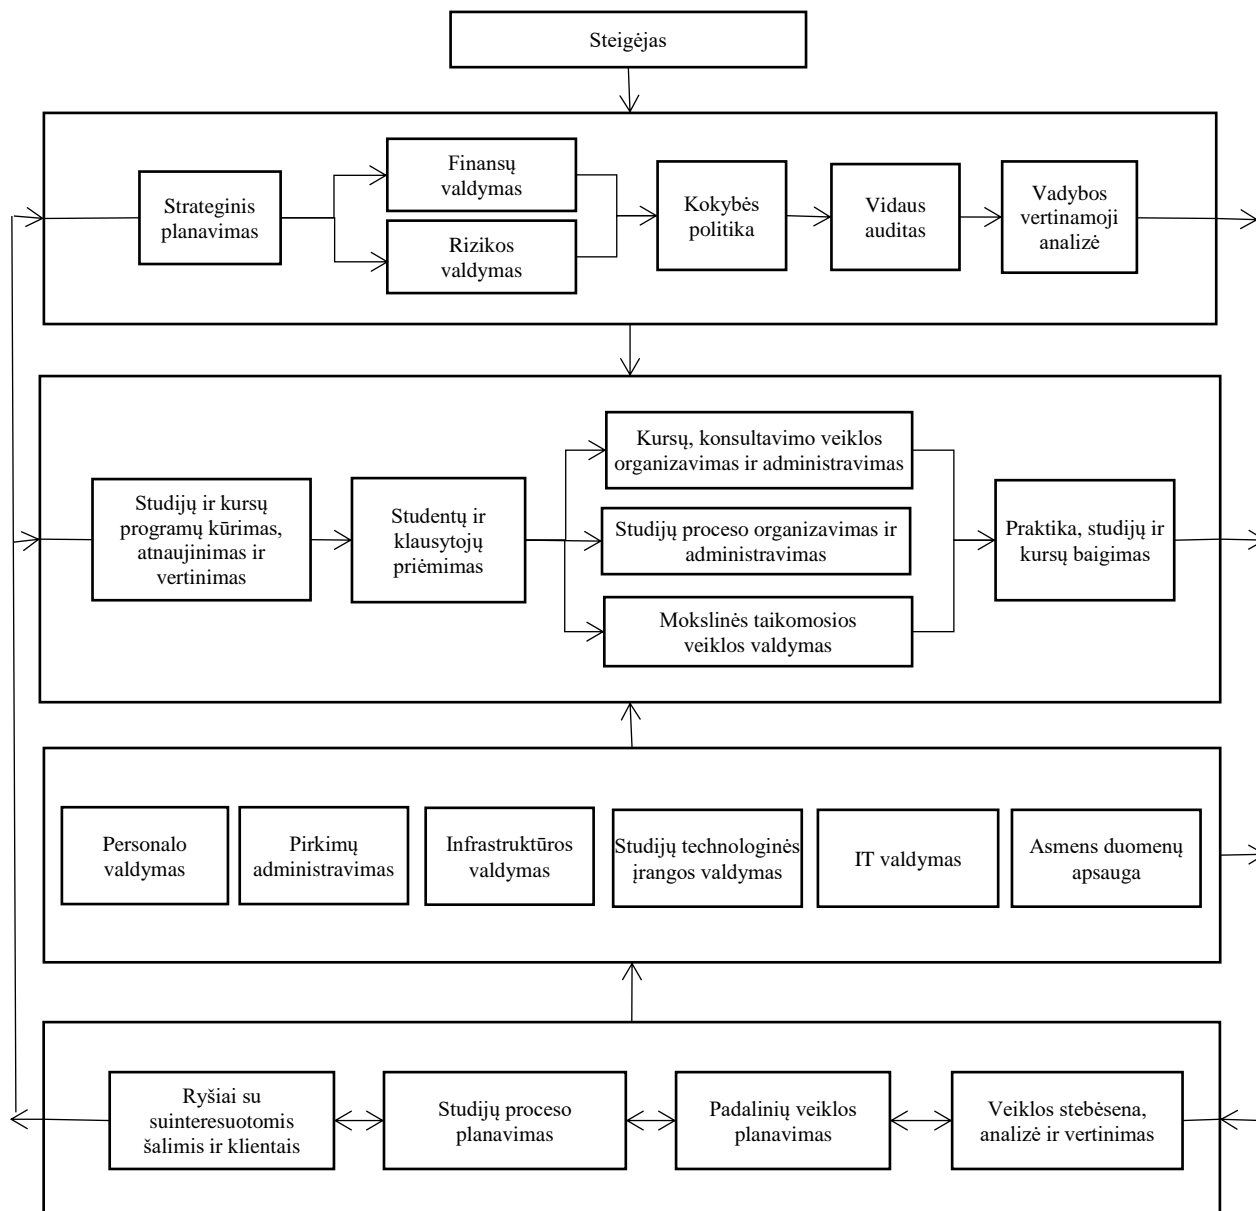 Steigėjas
Strateginis
planavimas
Finansų
valdymas
Rizikos
valdymas
Kokybės
politika
Vidaus
auditas
Vadybos
vertinamoji
analizė
Studijų ir kursų
programų kūrimas,
atnaujinimas ir
vertinimas
Studentų ir
klausytojų
priėmimas
Kursų, konsultavimo veiklos
organizavimas ir administravimas
Studijų proceso organizavimas ir
administravimas
Mokslinės taikomosios
veiklos valdymas
Praktika, studijų ir
kursų baigimas
Personalo
valdymas
Pirkimų
administravimas
Infrastruktūros
valdymas
Studijų technologinės
įrangos valdymas
IT valdymas
Asmens duomenų
apsauga
Ryšiai su
suinteresuotomis
šalimis ir klientais
Studijų proceso
planavimas
Padalinių veiklos
planavimas
Veiklos stebėsena,
analizė ir vertinimas